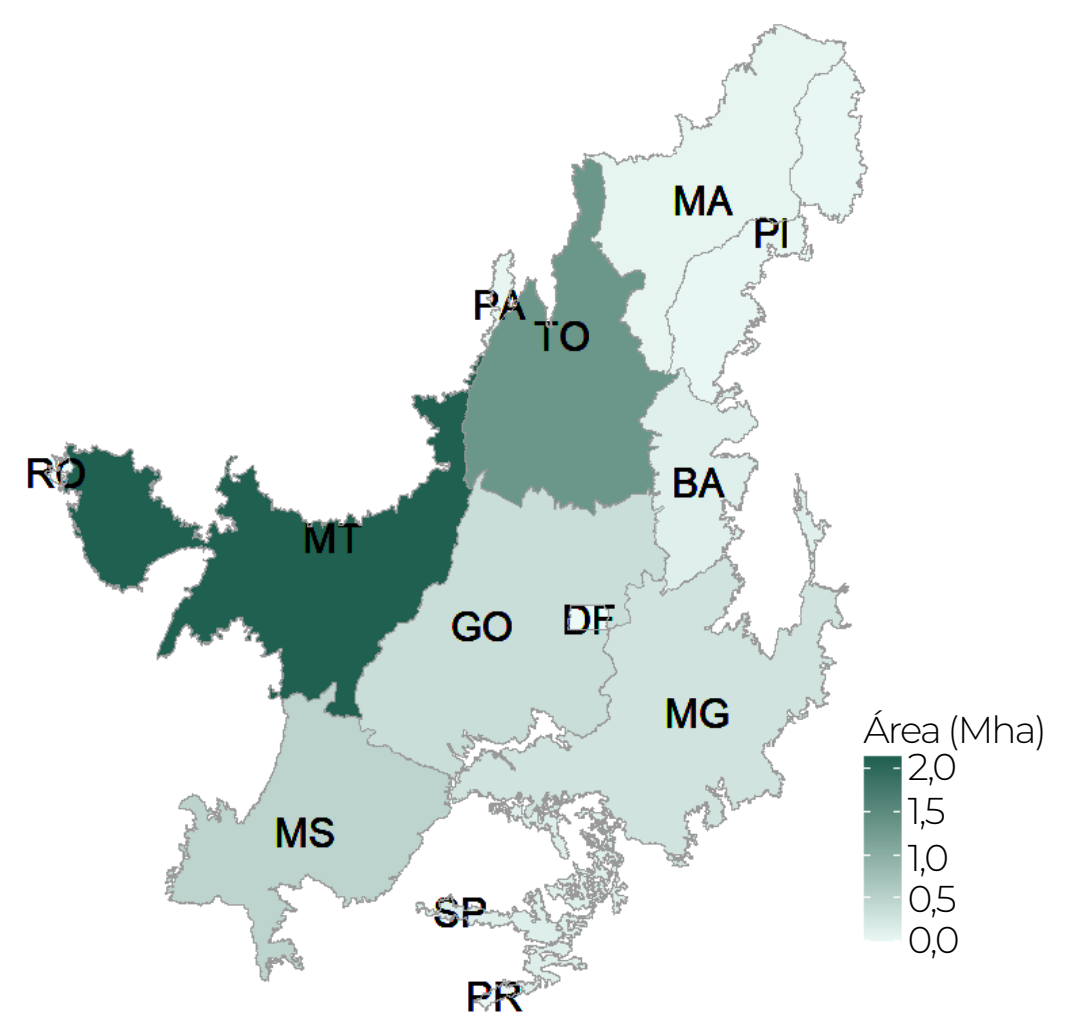 MA
PI
PA
TO
RO
BA
MT
GO
DF
MG
Área (Mha)
2,0
1,5
1,0
0,5
0,0
MS
SP
PR